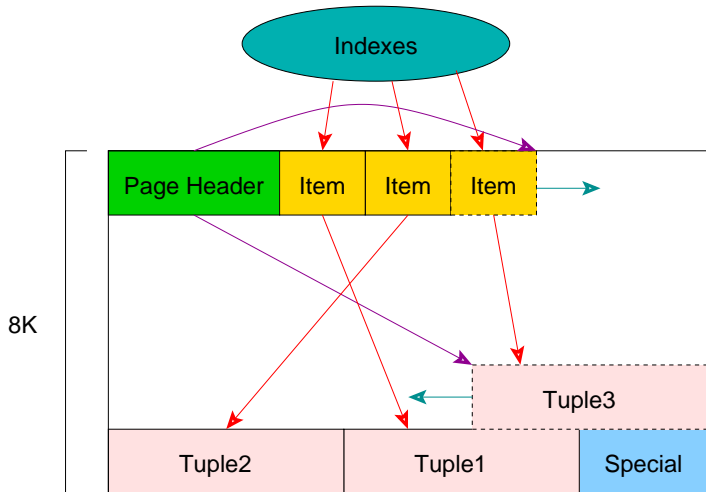 Indexes
Page Header
Item
Item
Item
8K
Tuple3
Tuple2
Tuple1
Special